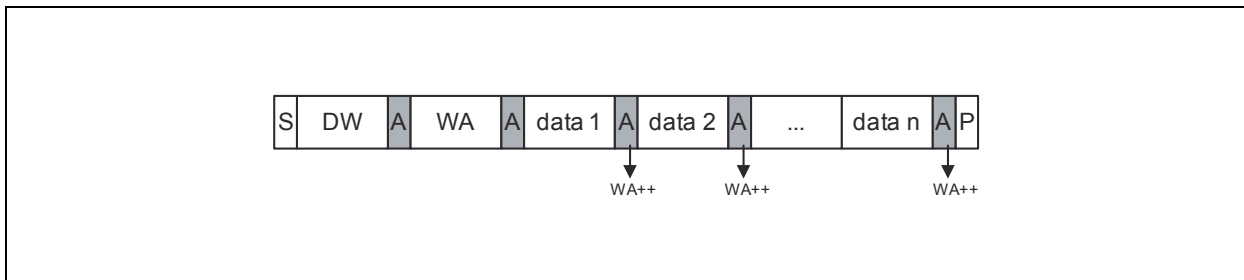 S DW A WA A data 1 A data 2 A ... data n A P
WA++ WA++ WA++